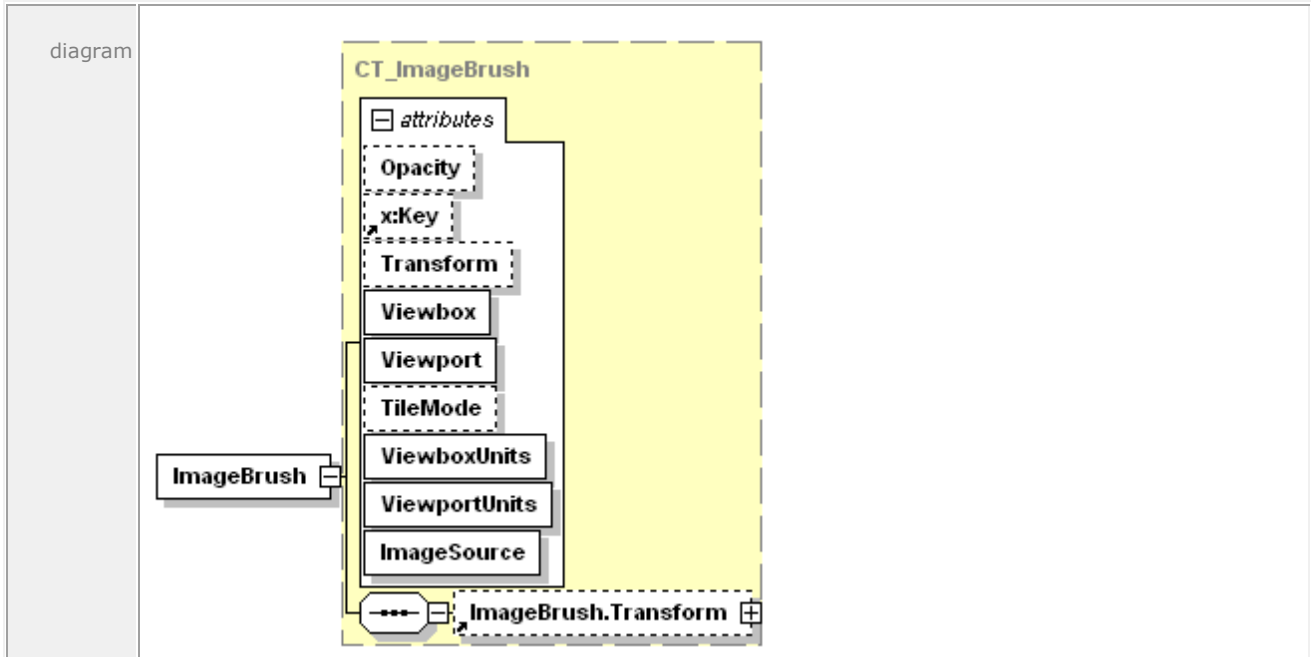 diagram
CT_ImageBrush
attributes
Opacity
x:Key
Transform
Viewbox
Viewport
TileMode
ViewboxUnits
ImageBrush
ViewportUnits
ImageSource
ImageBrush.Transform